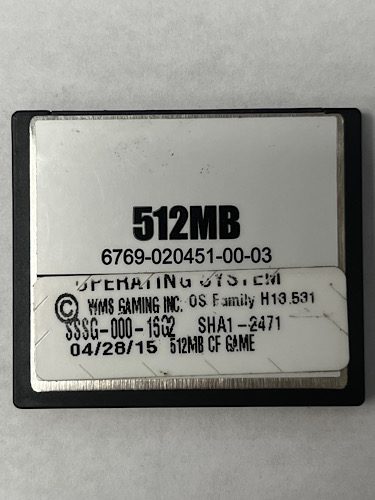 512MB
6769-020451-00-03
OPERATING SYSTEM
© WMS GAMING INC. OS Family H13.531
SSSG-000-15G2 SHA1-2471
04/28/15 512MB CF GAME